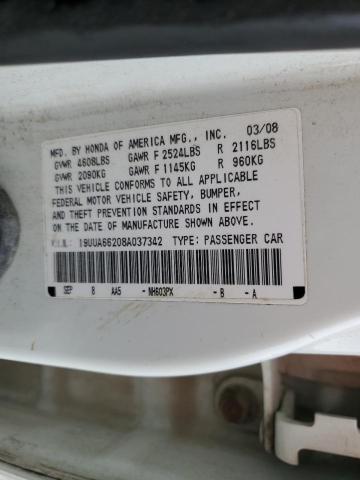 MFD. BY HONDA OF AMERICA MFG., INC. 03/08
GVWR 4608LBS GAWR F 2524LBS R 2116LBS
GVWR 2090KG GAWR F 1145KG R 960KG
THIS VEHICLE CONFORMS TO ALL APPLICABLE
FEDERAL MOTOR VEHICLE SAFETY, BUMPER,
AND THEFT PREVENTION STANDARDS IN EFFECT ON
THE DATE OF MANUFACTURE SHOWN ABOVE.
V.I.N. 19UUA66208A037342 TYPE: PASSENGER CAR
SEP 8 AA5 -NH603PX -B -A